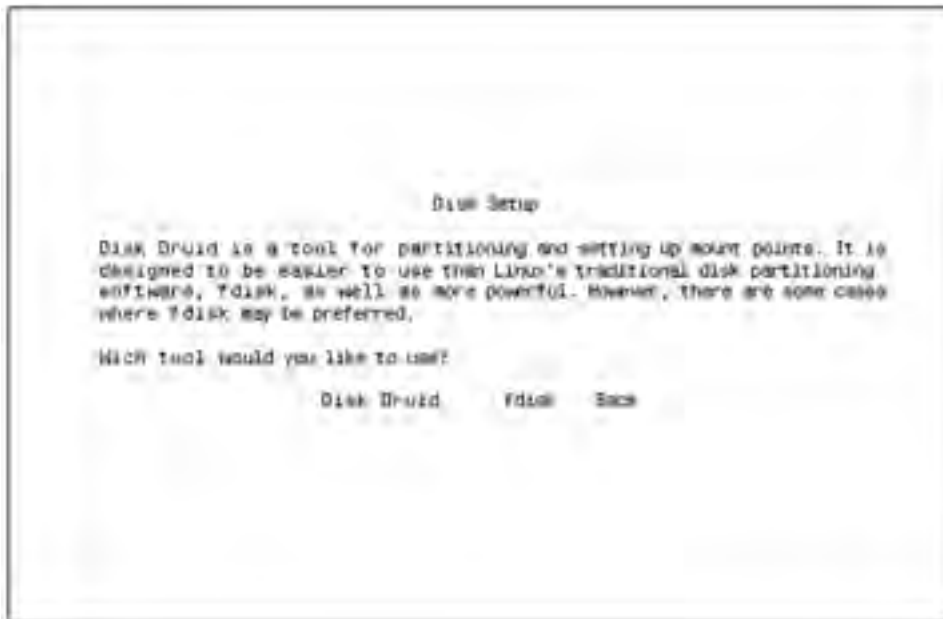 Disk Setup
Disk Druid is a tool for partitioning and setting up mount points. It is
designed to be easier to use than Linux's traditional disk partitioning
software, fdisk, as well as more powerful. However, there are some cases
where fdisk may be preferred.
Wich tool would you like to use?
Disk Druid fdisk Back